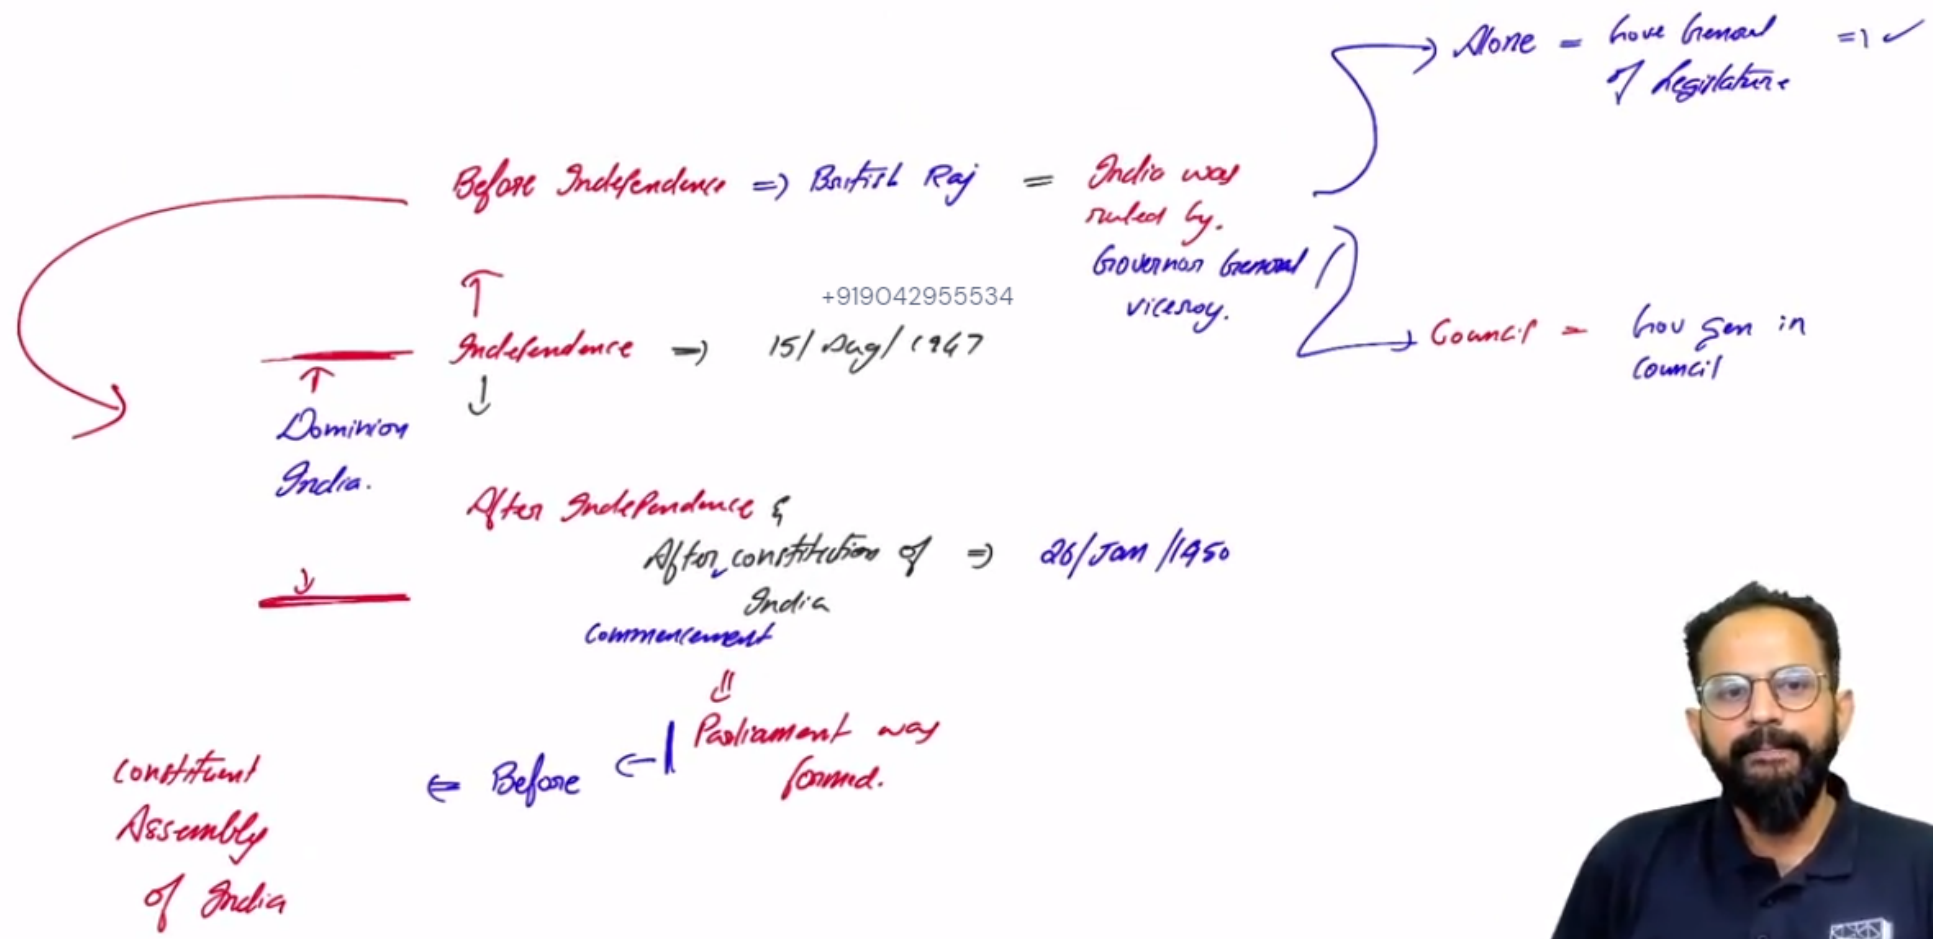 Alone = Gove General =) ✓
of Legislature
Before Independence => British Raj = India was
ruled by.
Governor General
viceroy.
+919042955534
Independence => 15/Aug/1947
Council = Gov gen in
Council
Dominion
India.
After Independence &
After constitution of => 26/Jan/1950
India
Commencement
Parliament was
formed.
Before
Constituent
Assembly
of India